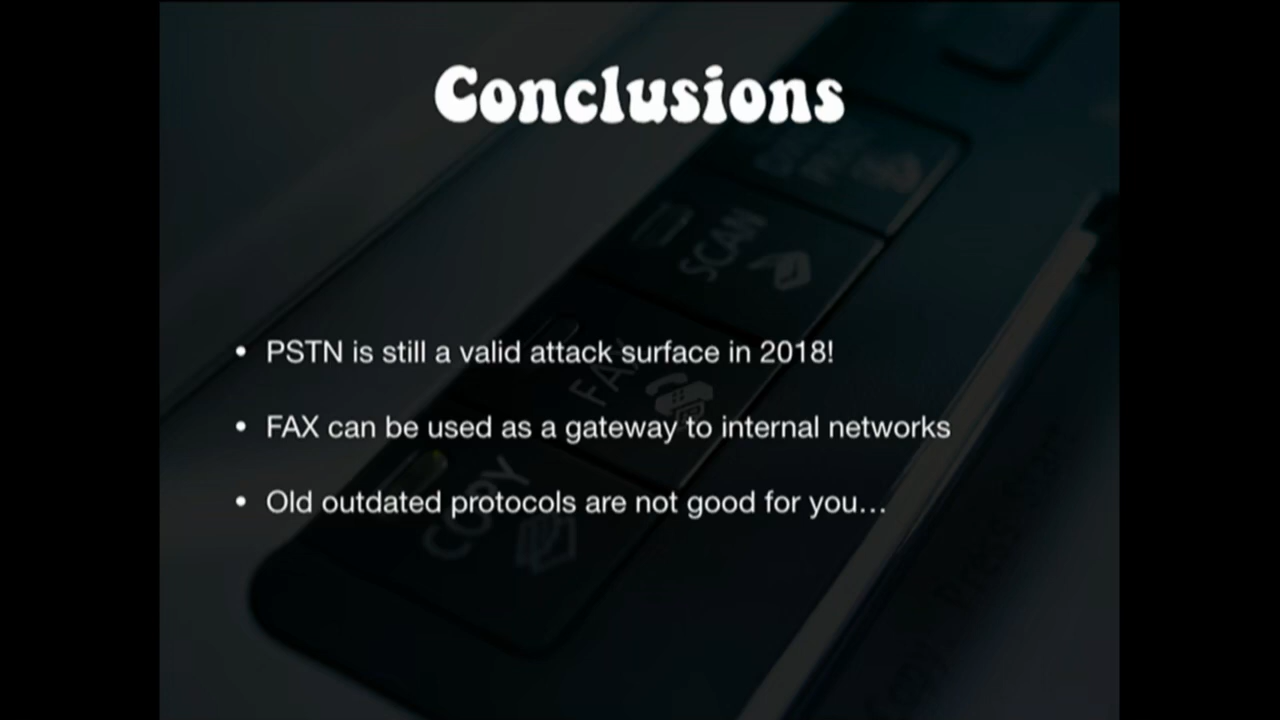 Conclusions
SCAN
• PSTN is still a valid attack surface in 2018!
FAX
• FAX can be used as a gateway to internal networks
• Old outdated protocols are not good for you…
COPY